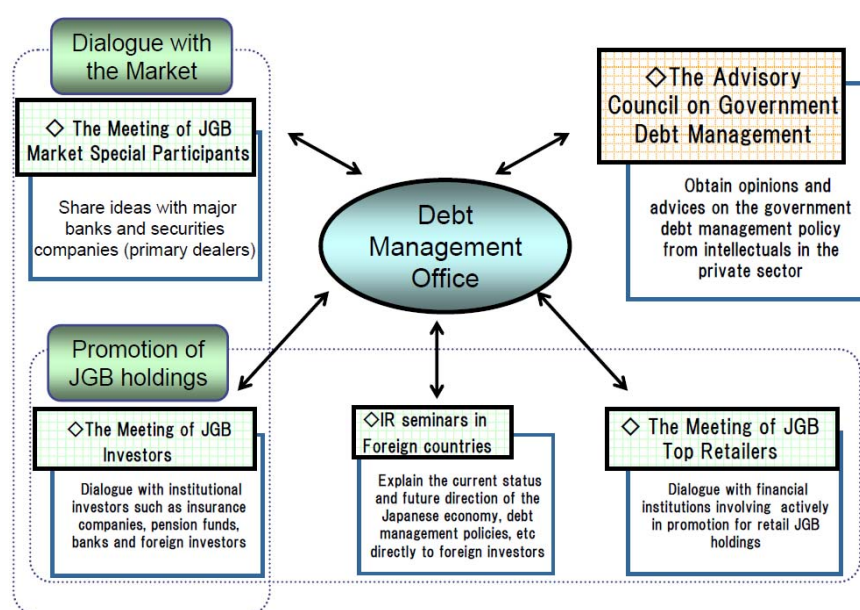 Dialogue with
the Market
◇ The Meeting of JGB
Market Special Participants
Share ideas with major
banks and securities
companies (primary dealers)
◇The Advisory
Council on Government
Debt Management
Obtain opinions and
advices on the government
debt management policy
from intellectuals in the
private sector
Debt
Management
Office
Promotion of
JGB holdings
◇The Meeting of JGB
Investors
Dialogue with institutional
investors such as insurance
companies, pension funds,
banks and foreign investors
◇IR seminars in
Foreign countries
Explain the current status
and future direction of the
Japanese economy, debt
management policies, etc
directly to foreign investors
◇ The Meeting of JGB
Top Retailers
Dialogue with financial
institutions involving actively
in promotion for retail JGB
holdings